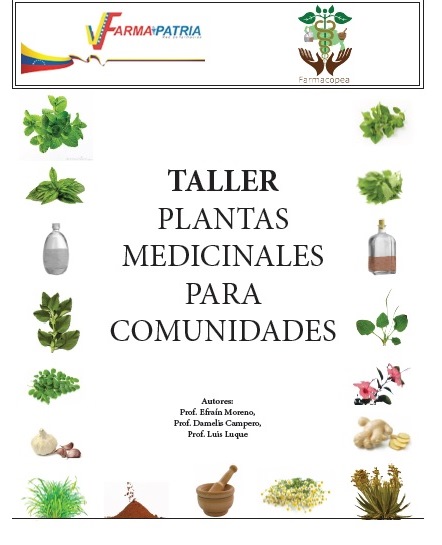 FARMAPATRIA
Farmacopea
TALLER
PLANTAS
MEDICINALES
PARA
COMUNIDADES
Autores:
Prof. Efraín Moreno,
Prof. Damelis Campero,
Prof. Luis Luque